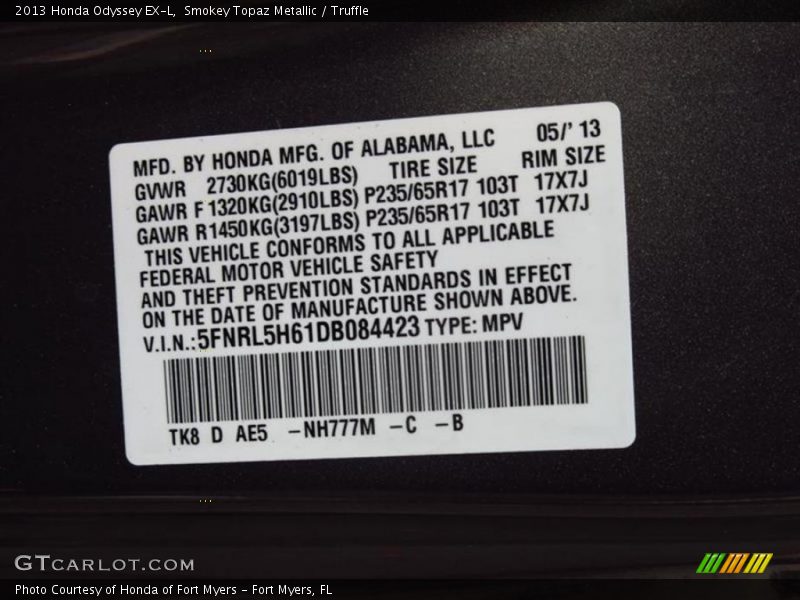 2013 Honda Odyssey EX-L, Smokey Topaz Metallic / Truffle
MFD. BY HONDA MFG. OF ALABAMA, LLC 05/' 13
GVWR 2730KG(6019LBS) TIRE SIZE RIM SIZE
GAWR F 1320KG(2910LBS) P235/65R17 103T 17X7J
GAWR R1450KG(3197LBS) P235/65R17 103T 17X7J
THIS VEHICLE CONFORMS TO ALL APPLICABLE
FEDERAL MOTOR VEHICLE SAFETY
AND THEFT PREVENTION STANDARDS IN EFFECT
ON THE DATE OF MANUFACTURE SHOWN ABOVE.
V.I.N.:5FNRL5H61DB084423 TYPE: MPV
TK8 D AE5 -NH777M -C -B
GTCARLOT.COM
Photo Courtesy of Honda of Fort Myers - Fort Myers, FL